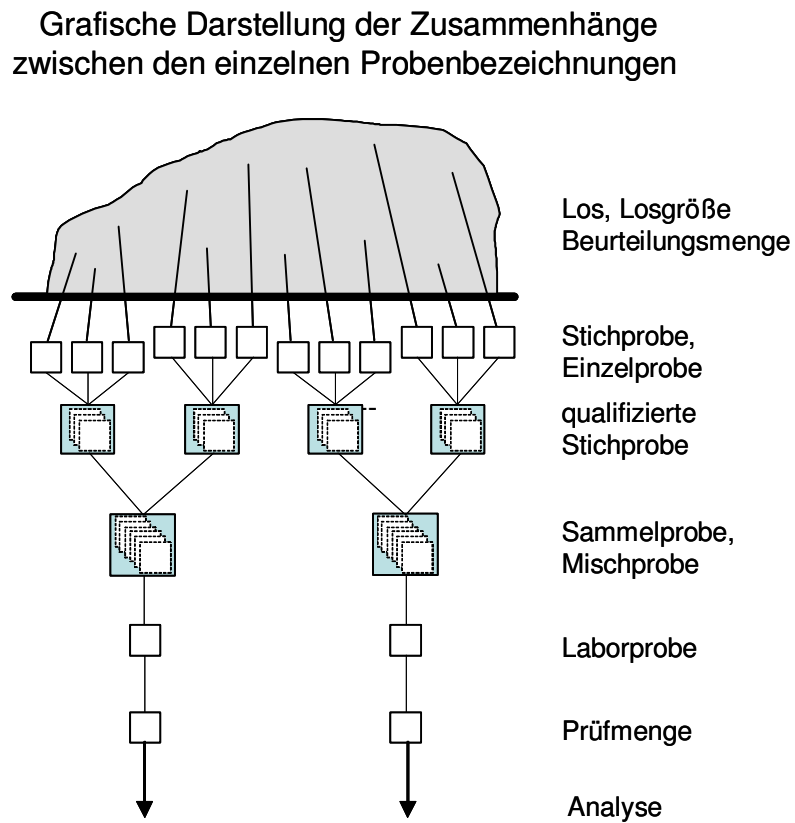 Grafische Darstellung der Zusammenhänge
zwischen den einzelnen Probenbezeichnungen
Los, Losgröße
Beurteilungsmenge
Stichprobe,
Einzelprobe
qualifizierte
Stichprobe
Sammelprobe,
Mischprobe
Laborprobe
Prüfmenge
Analyse